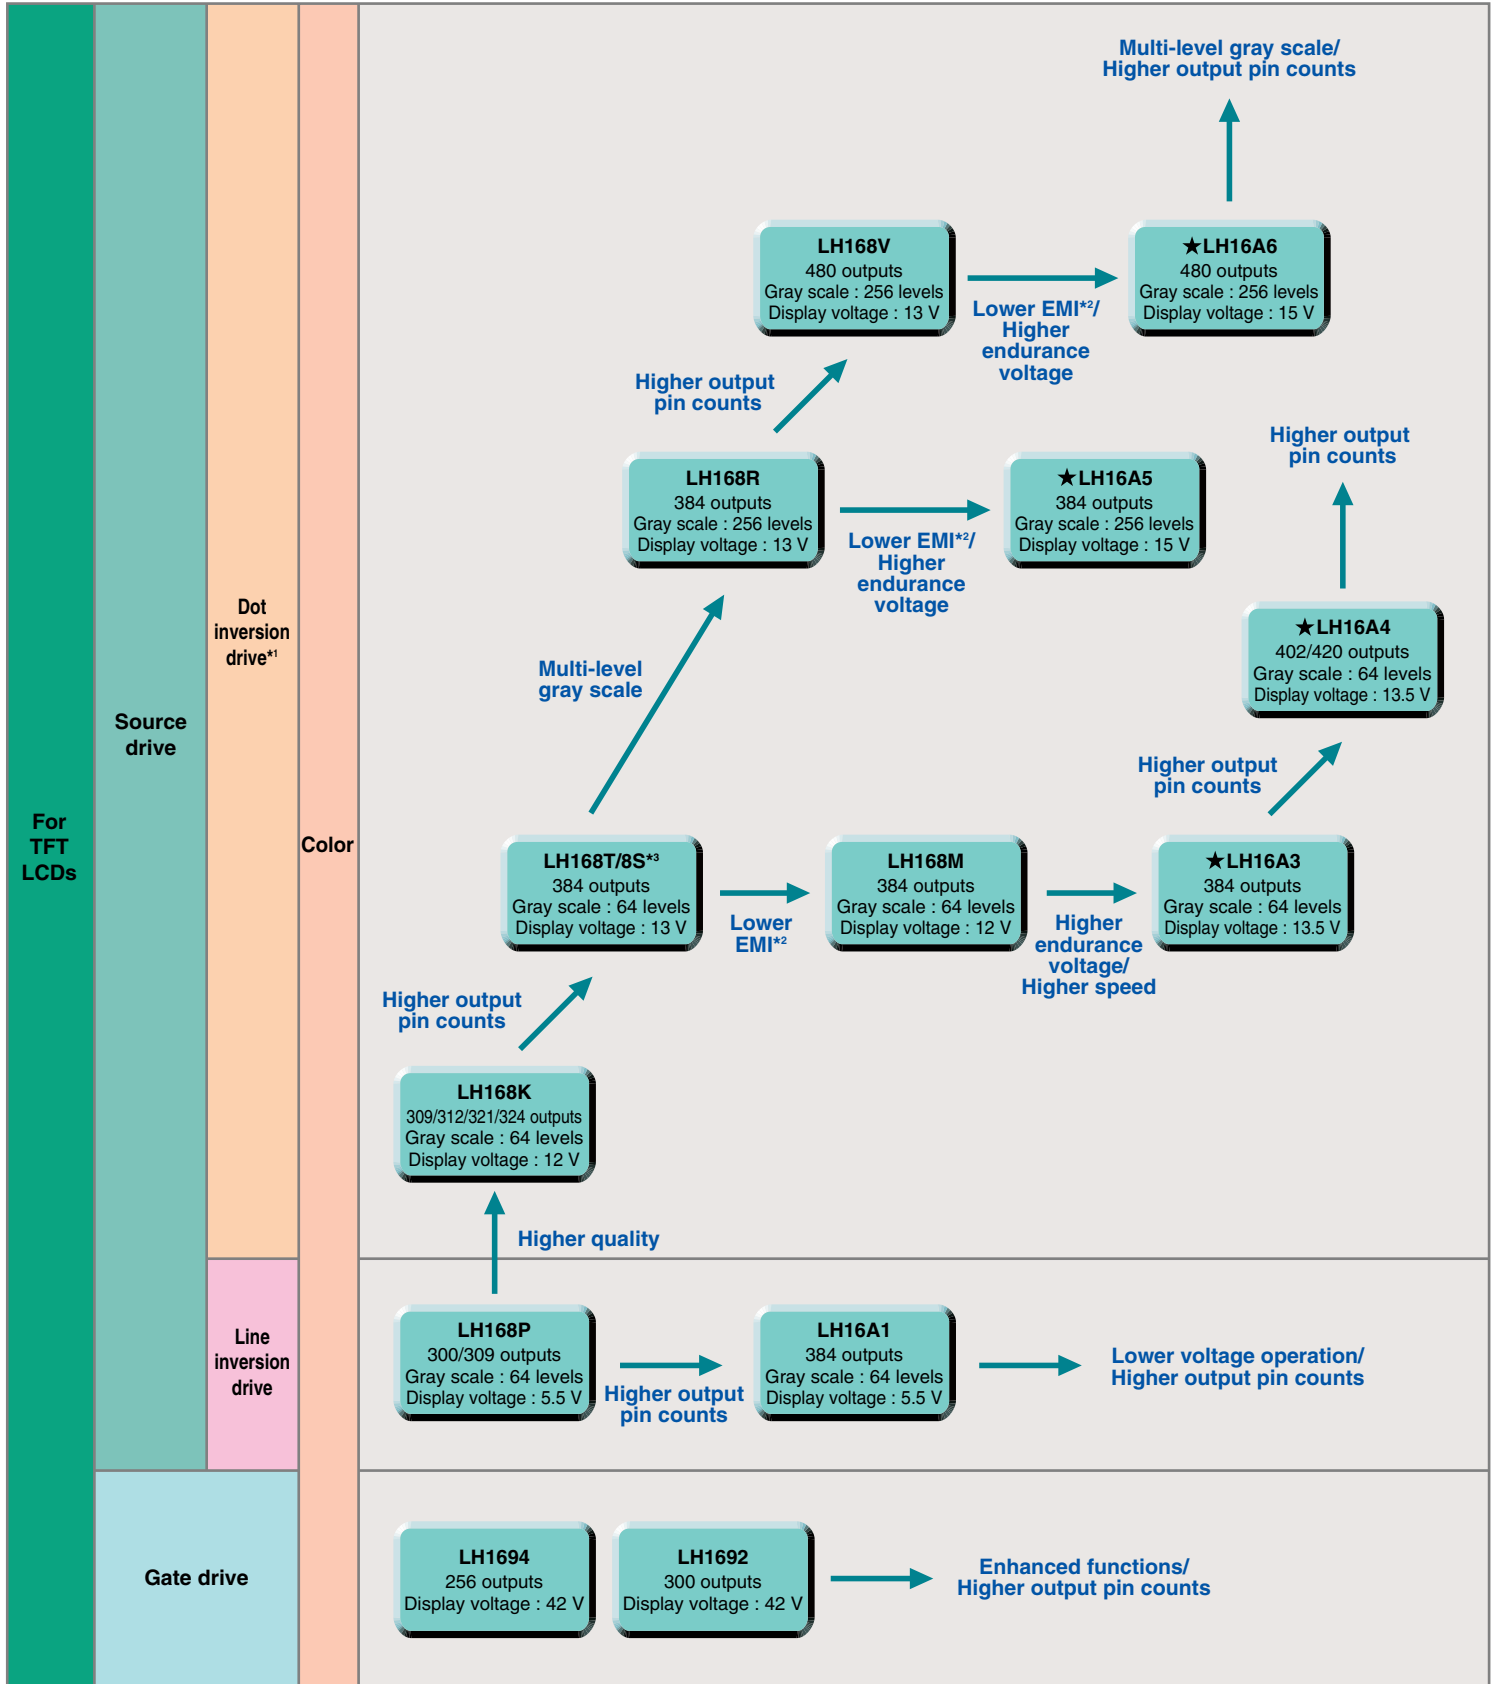 Multi-level gray scale/
Higher output pin counts
LH168V
480 outputs
Gray scale : 256 levels
Display voltage : 13 V
Lower EMI*2/
Higher
endurance
voltage
★LH16A6
480 outputs
Gray scale : 256 levels
Display voltage : 15 V
Higher output
pin counts
LH168R
384 outputs
Gray scale : 256 levels
Display voltage : 13 V
Lower EMI*2/
Higher
endurance
voltage
★LH16A5
384 outputs
Gray scale : 256 levels
Display voltage : 15 V
Higher output
pin counts
★LH16A4
402/420 outputs
Gray scale : 64 levels
Display voltage : 13.5 V
Dot
inversion
drive*1
Multi-level
gray scale
Source
drive
Higher output
pin counts
For
TFT
LCDs
Color
LH168T/8S*3
384 outputs
Gray scale : 64 levels
Display voltage : 13 V
Lower
EMI*2
LH168M
384 outputs
Gray scale : 64 levels
Display voltage : 12 V
Higher
endurance
voltage/
Higher speed
★LH16A3
384 outputs
Gray scale : 64 levels
Display voltage : 13.5 V
Higher output
pin counts
LH168K
309/312/321/324 outputs
Gray scale : 64 levels
Display voltage : 12 V
Higher quality
Line
inversion
drive
LH168P
300/309 outputs
Gray scale : 64 levels
Display voltage : 5.5 V
Higher output
pin counts
LH16A1
384 outputs
Gray scale : 64 levels
Display voltage : 5.5 V
Lower voltage operation/
Higher output pin counts
Gate drive
LH1694
256 outputs
Display voltage : 42 V
LH1692
300 outputs
Display voltage : 42 V
Enhanced functions/
Higher output pin counts